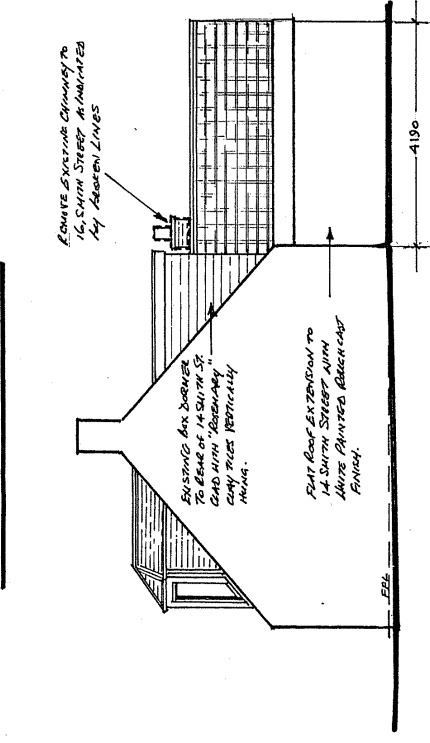 REMOVE EXISTING CHIMNEY TO
16, SMITH STREET AS INDICATED
BY BROKEN LINES
EXISTING BOX DORMER
TO REAR OF 14 SMITH ST.
CLAD WITH "ROSEMARY"
CLAY TILES VERTICALLY
HUNG.
FLAT ROOF EXTENSION TO
14 SMITH STREET WITH
WHITE PAINTED ROUGHCAST
FINISH.
4190
FFL